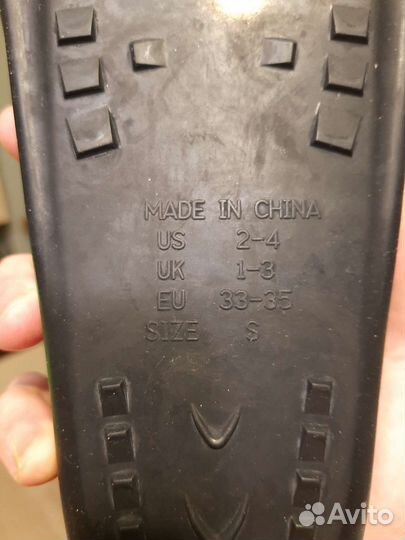 MADE IN CHINA
US 2-4
UK 1-3
EU 33-35
SIZE S
Avito